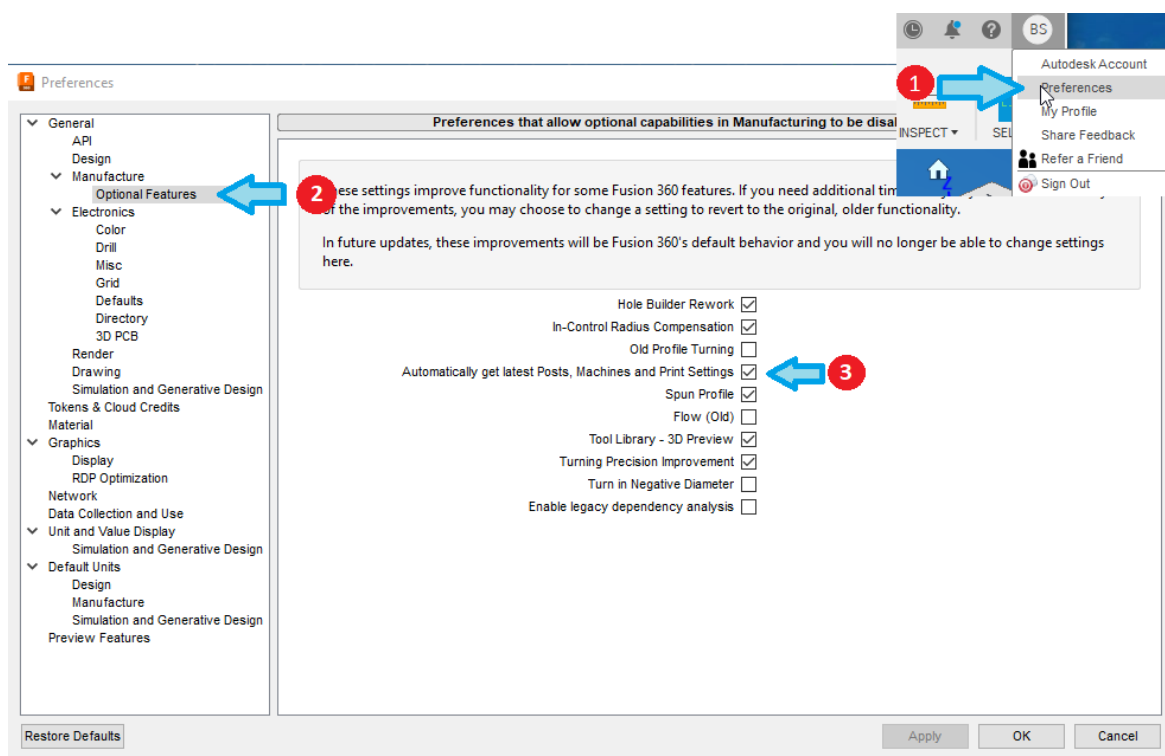 BS
Autodesk Account
Preferences
My Profile
Share Feedback
Refer a Friend
Sign Out
1
INSPECT
SEL
Preferences
General
API
Design
Manufacture
Optional Features
Electronics
Color
Drill
Misc
Grid
Defaults
Directory
3D PCB
Render
Drawing
Simulation and Generative Design
Tokens & Cloud Credits
Material
Graphics
Display
RDP Optimization
Network
Data Collection and Use
Unit and Value Display
Simulation and Generative Design
Default Units
Design
Manufacture
Simulation and Generative Design
Preview Features
2
Preferences that allow optional capabilities in Manufacturing to be disa
ese settings improve functionality for some Fusion 360 features. If you need additional tim
of the improvements, you may choose to change a setting to revert to the original, older functionality.
In future updates, these improvements will be Fusion 360's default behavior and you will no longer be able to change settings
here.
Hole Builder Rework
In-Control Radius Compensation
Old Profile Turning
Automatically get latest Posts, Machines and Print Settings
3
Spun Profile
Flow (Old)
Tool Library - 3D Preview
Turning Precision Improvement
Turn in Negative Diameter
Enable legacy dependency analysis
Restore Defaults
Apply
OK
Cancel